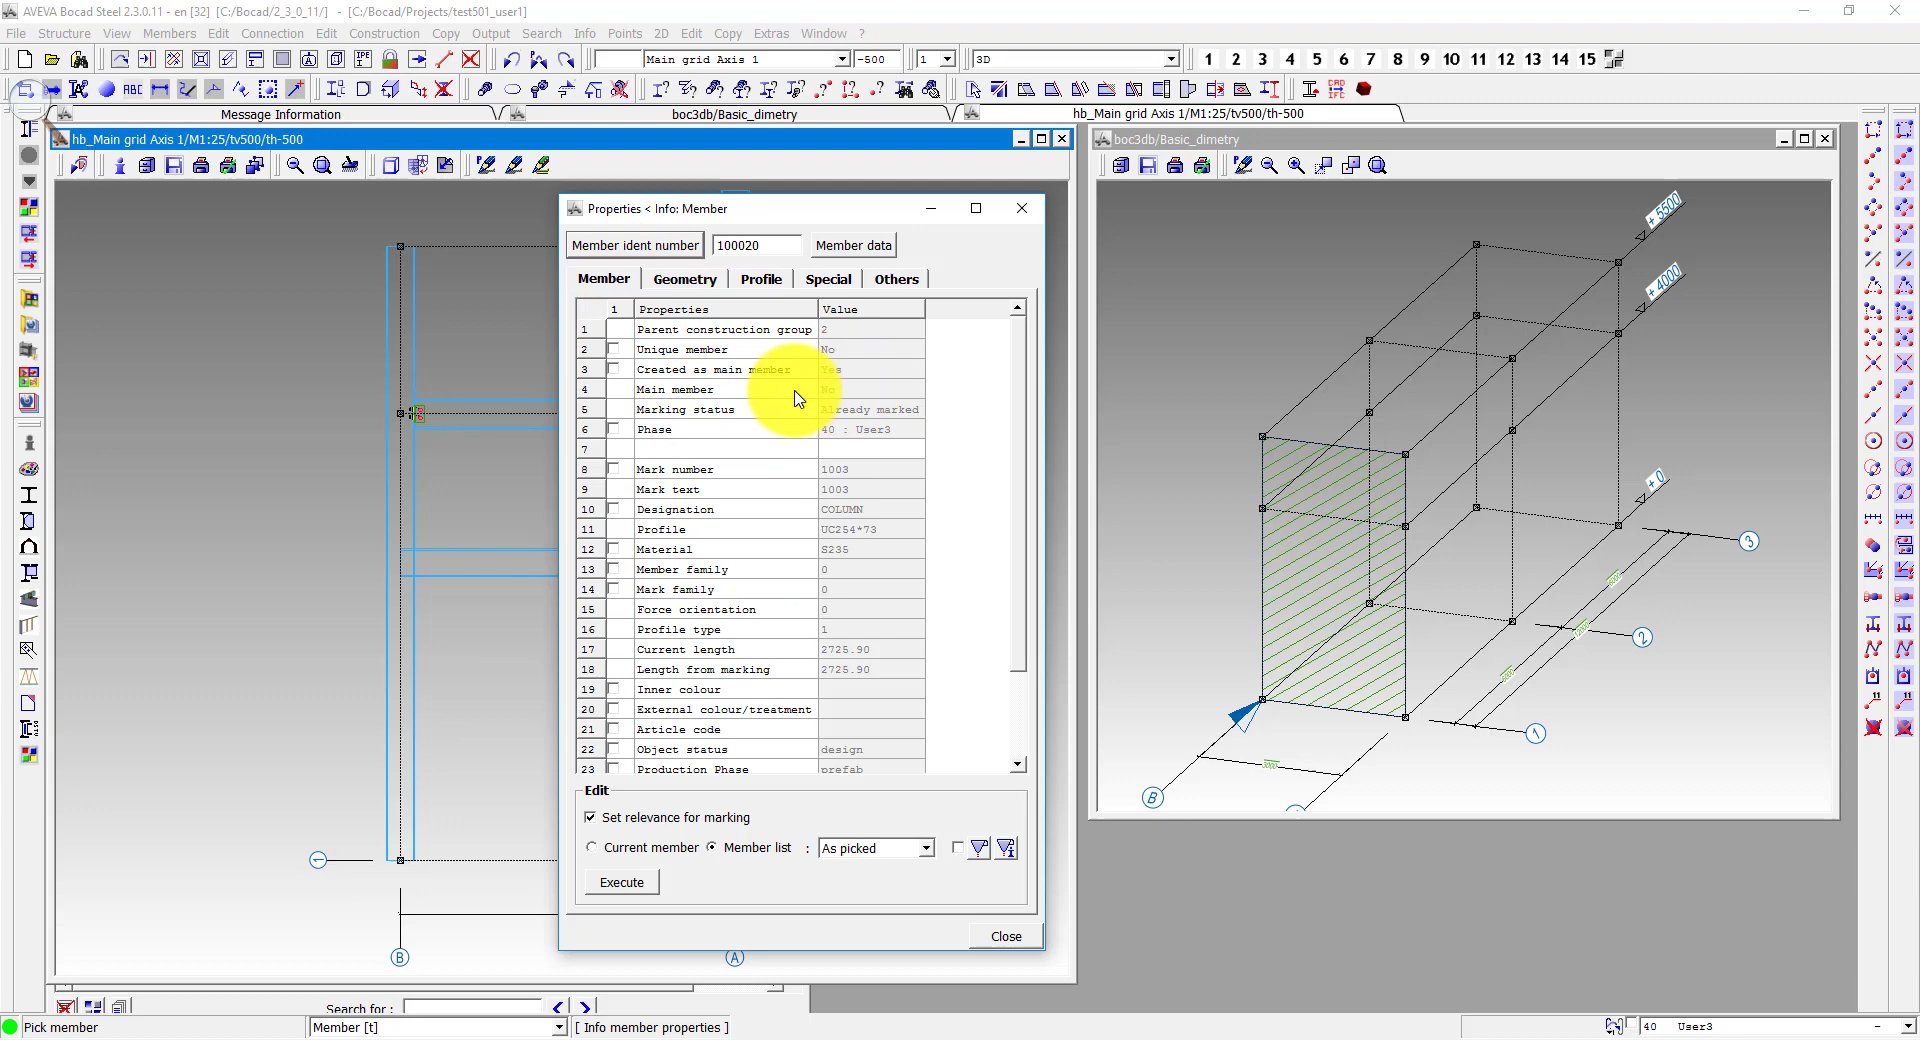 AVEVA Bocad Steel 2.3.0.11 - en [32] [C:/Bocad/2_3_0_11/] - [C:/Bocad/Projects/test501_user1]
File Structure View Members Edit Connection Edit Construction Copy Output Search Info Points 2D Edit Copy Extras Window ?
Main grid Axis 1 -500 1 3D 1 2 3 4 5 6 7 8 9 10 11 12 13 14 15
Message Information boc3db/Basic_dimetry hb_Main grid Axis 1/M1:25/tv500/th-500
hb_Main grid Axis 1/M1:25/tv500/th-500
boc3db/Basic_dimetry
Properties < Info: Member
Member ident number 100020 Member data
Member Geometry Profile Special Others
1 Properties Value
1 Parent construction group 2
2 Unique member No
3 Created as main member Yes
4 Main member No
5 Marking status Already marked
6 Phase 40 : User3
7
8 Mark number 1003
9 Mark text 1003
10 Designation COLUMN
11 Profile UC254*73
12 Material S235
13 Member family 0
14 Mark family 0
15 Force orientation 0
16 Profile type 1
17 Current length 2725.90
18 Length from marking 2725.90
19 Inner colour
20 External colour/treatment
21 Article code
22 Object status design
23 Production Phase prefab
Edit
Set relevance for marking
Current member Member list : As picked
Execute
Close
1
B
A
+ 5500
+ 4000
+ 0
3
2
1
B
3000
Search for :
Pick member Member [t] [ Info member properties ] 40 User3 -